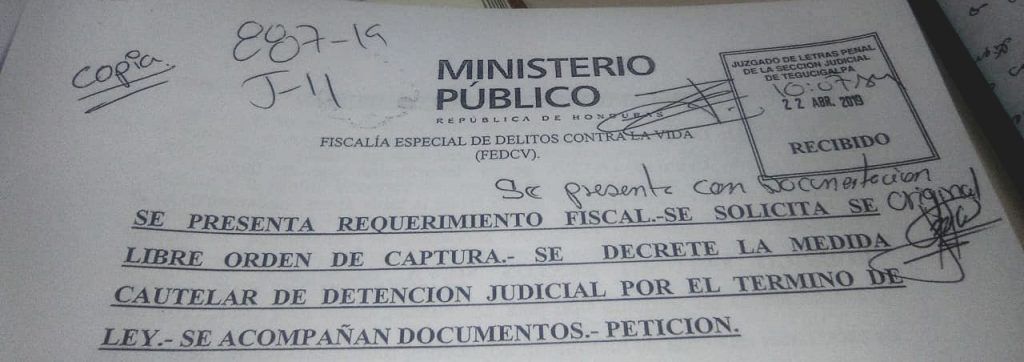 copia
887-19
J-11
MINISTERIO
PÚBLICO
REPÚBLICA DE HONDURAS
JUZGADO DE LETRAS PENAL
DE LA SECCION JUDICIAL
DE TEGUCIGALPA
10:07
22 ABR. 2019
RECIBIDO
FISCALÍA ESPECIAL DE DELITOS CONTRA LA VIDA
(FEDCV).
Se presenta con Documentacion
original
SE PRESENTA REQUERIMIENTO FISCAL.-SE SOLICITA SE
LIBRE ORDEN DE CAPTURA.- SE DECRETE LA MEDIDA
CAUTELAR DE DETENCION JUDICIAL POR EL TERMINO DE
LEY.- SE ACOMPAÑAN DOCUMENTOS.- PETICION.